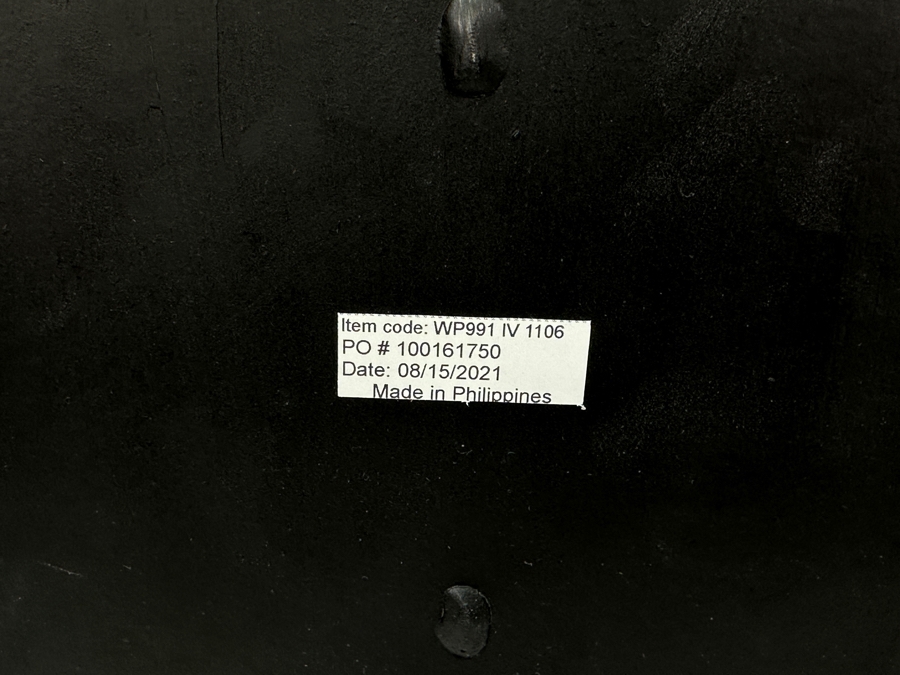 Item code: WP991 IV 1106
PO # 100161750
Date: 08/15/2021
Made in Philippines